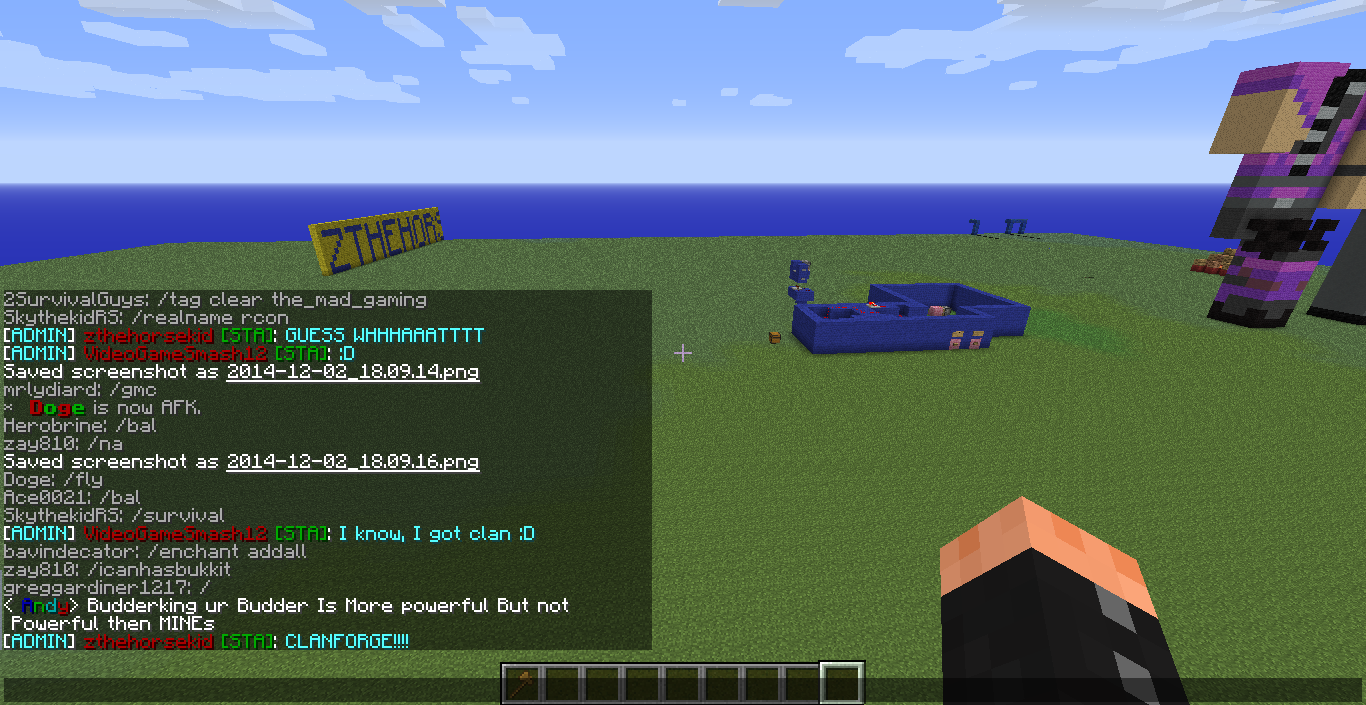 ZTHEHORS
2SurvivalGuys: /tag clear the_mad_gaming
SkythekidRS: /realname rcon
[ADMIN] zthehorsekid [STA]: GUESS WHHHAAATTTT
[ADMIN] VideoGameSmash12 [STA]: :D
Saved screenshot as 2014-12-02_18.09.14.png
mrlydiard: /gmc
* Doge is now AFK.
Herobrine: /bal
zay810: /na
Saved screenshot as 2014-12-02_18.09.16.png
Doge: /fly
Ace0021: /bal
SkythekidRS: /survival
[ADMIN] VideoGameSmash12 [STA]: I know, I got clan :D
bavindecator: /enchant addall
zay810: /icanhasbukkit
greggardiner1217: /
< Andy> Budderking ur Budder Is More powerful But not
Powerful then MINEs
[ADMIN] zthehorsekid [STA]: CLANFORGE!!!!